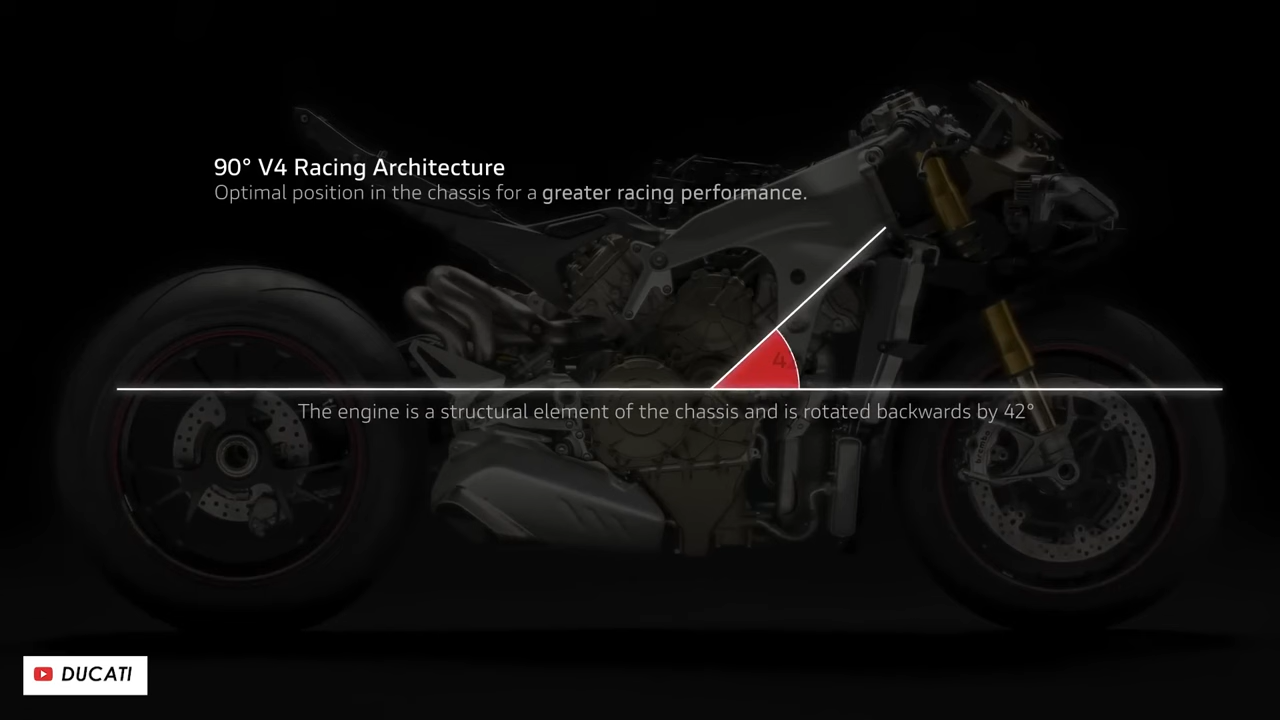 90° V4 Racing Architecture
Optimal position in the chassis for a greater racing performance.
The engine is a structural element of the chassis and is rotated backwards by 42°
DUCATI